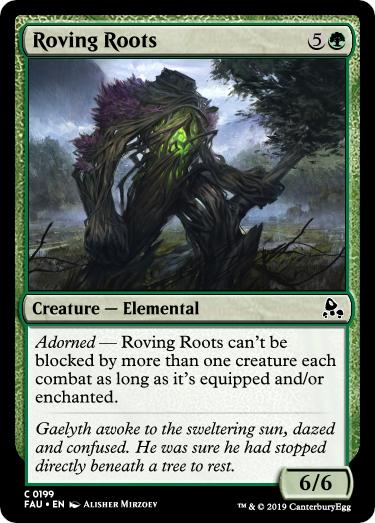 Roving Roots 5
Creature — Elemental
Adorned — Roving Roots can't be
blocked by more than one creature each
combat as long as it's equipped and/or
enchanted.
Gaelyth awoke to the sweltering sun, dazed
and confused. He was sure he had stopped
directly beneath a tree to rest.
6/6
C 0199
FAU • EN ALISHER MIRZOEV
™ & © 2019 CanterburyEgg